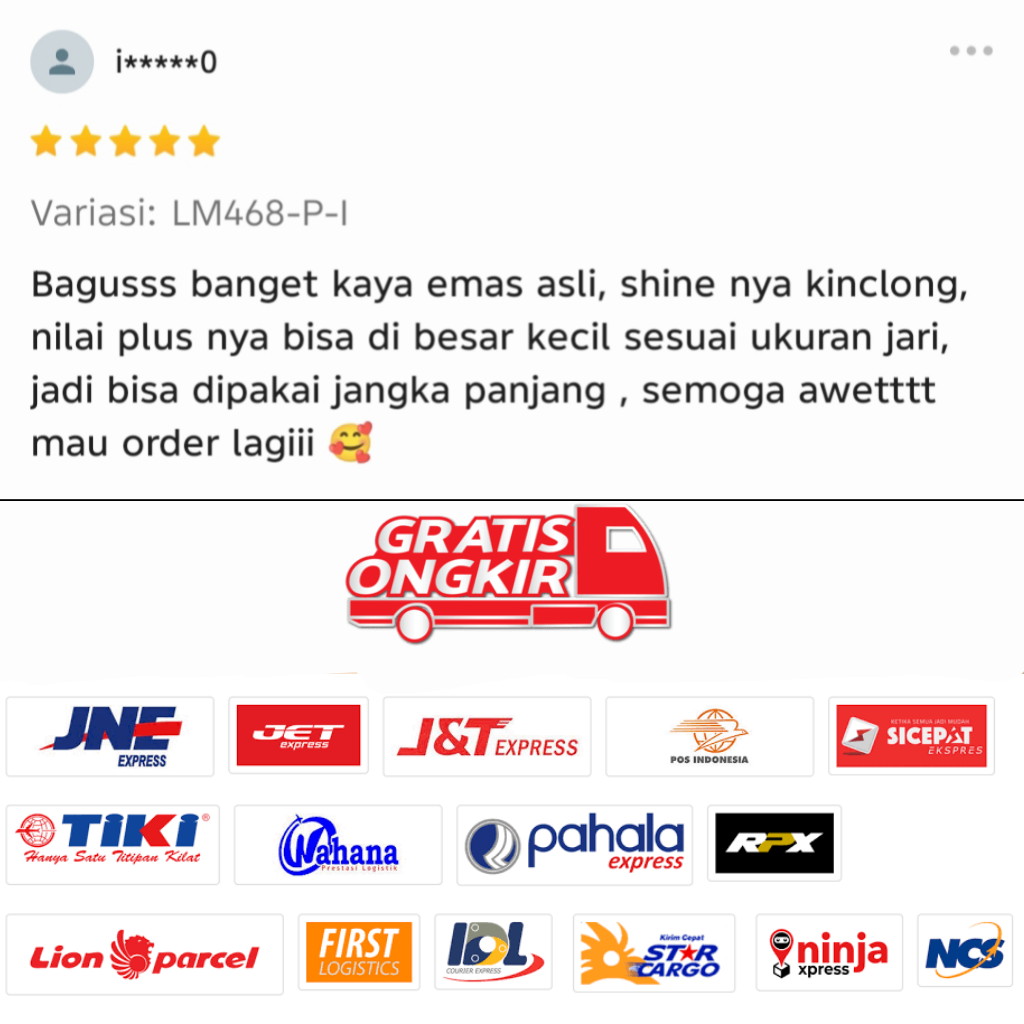 i*****0
Variasi: LM468-P-I
Bagusss banget kaya emas asli, shine nya kinclong,
nilai plus nya bisa di besar kecil sesuai ukuran jari,
jadi bisa dipakai jangka panjang , semoga awetttt
mau order lagiii 🥰
GRATIS
ONGKIR
JNE
EXPRESS
JET
express
J&T EXPRESS
POS INDONESIA
KETIKA SEMUA JADI MUDAH
SICEPAT
EKSPRES
TIKI®
Hanya Satu Titipan Kilat
Wahana
Prestasi Logistik
pahala
express
RPX
Lion parcel
FIRST
LOGISTICS
IDL
COURIER EXPRESS
Kirim Cepat
STAR
CARGO
ninja
xpress
NCS